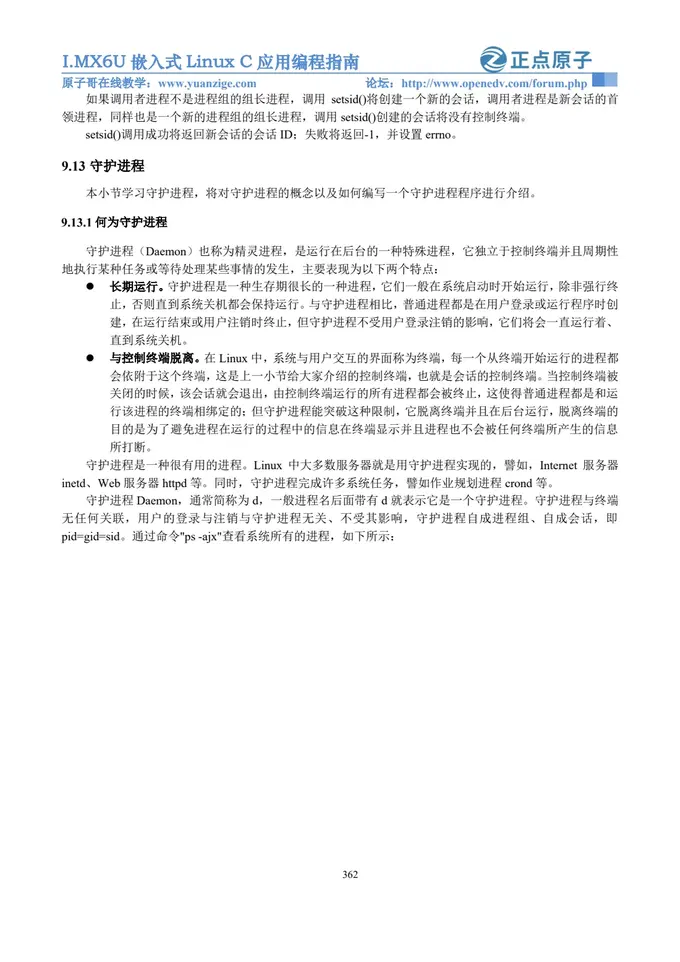 I.MX6U 嵌入式 Linux C 应用编程指南
正点原子
原子哥在线教学：www.yuanzige.com 论坛：http://www.openedv.com/forum.php
如果调用者进程不是进程组的组长进程，调用 setsid()将创建一个新的会话，调用者进程是新会话的首
领进程，同样也是一个新的进程组的组长进程，调用 setsid()创建的会话将没有控制终端。
setsid()调用成功将返回新会话的会话 ID；失败将返回-1，并设置 errno。
9.13 守护进程
本小节学习守护进程，将对守护进程的概念以及如何编写一个守护进程程序进行介绍。
9.13.1 何为守护进程
守护进程（Daemon）也称为精灵进程，是运行在后台的一种特殊进程，它独立于控制终端并且周期性
地执行某种任务或等待处理某些事情的发生，主要表现为以下两个特点：
● 长期运行。守护进程是一种生存期很长的一种进程，它们一般在系统启动时开始运行，除非强行终
止，否则直到系统关机都会保持运行。与守护进程相比，普通进程都是在用户登录或运行程序时创
建，在运行结束或用户注销时终止，但守护进程不受用户登录注销的影响，它们将会一直运行着、
直到系统关机。
● 与控制终端脱离。在 Linux 中，系统与用户交互的界面称为终端，每一个从终端开始运行的进程都
会依附于这个终端，这是上一小节给大家介绍的控制终端，也就是会话的控制终端。当控制终端被
关闭的时候，该会话就会退出，由控制终端运行的所有进程都会被终止，这使得普通进程都是和运
行该进程的终端相绑定的；但守护进程能突破这种限制，它脱离终端并且在后台运行，脱离终端的
目的是为了避免进程在运行的过程中的信息在终端显示并且进程也不会被任何终端所产生的信息
所打断。
守护进程是一种很有用的进程。Linux 中大多数服务器就是用守护进程实现的，譬如，Internet 服务器
inetd、Web 服务器 httpd 等。同时，守护进程完成许多系统任务，譬如作业规划进程 crond 等。
守护进程 Daemon，通常简称为 d，一般进程名后面带有 d 就表示它是一个守护进程。守护进程与终端
无任何关联，用户的登录与注销与守护进程无关、不受其影响，守护进程自成进程组、自成会话，即
pid=gid=sid。通过命令"ps -ajx"查看系统所有的进程，如下所示：
362